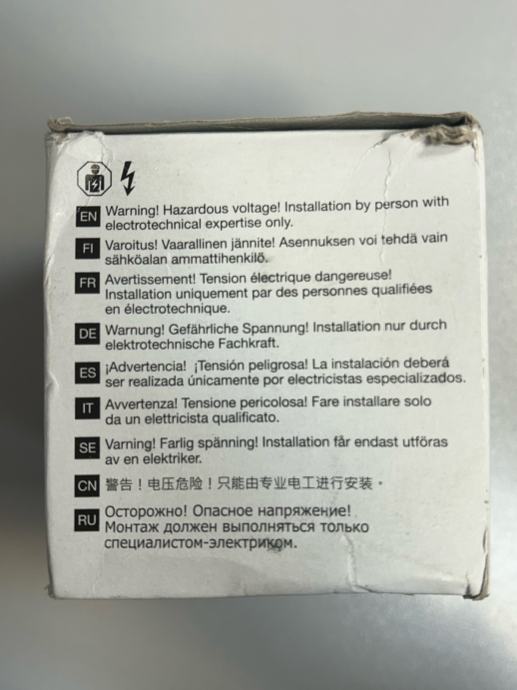 EN Warning! Hazardous voltage! Installation by person with
electrotechnical expertise only.
FI Varoitus! Vaarallinen jännite! Asennuksen voi tehdä vain
sähköalan ammattihenkilö.
FR Avertissement! Tension électrique dangereuse!
Installation uniquement par des personnes qualifiées
en électrotechnique.
DE Warnung! Gefährliche Spannung! Installation nur durch
elektrotechnische Fachkraft.
ES ¡Advertencia! ¡Tensión peligrosa! La instalación deberá
ser realizada únicamente por electricistas especializados.
IT Avvertenza! Tensione pericolosa! Fare installare solo
da un elettricista qualificato.
SE Varning! Farlig spänning! Installation får endast utföras
av en elektriker.
CN 警告！电压危险！只能由专业电工进行安装。
RU Осторожно! Опасное напряжение!
Монтаж должен выполняться только
специалистом-электриком.